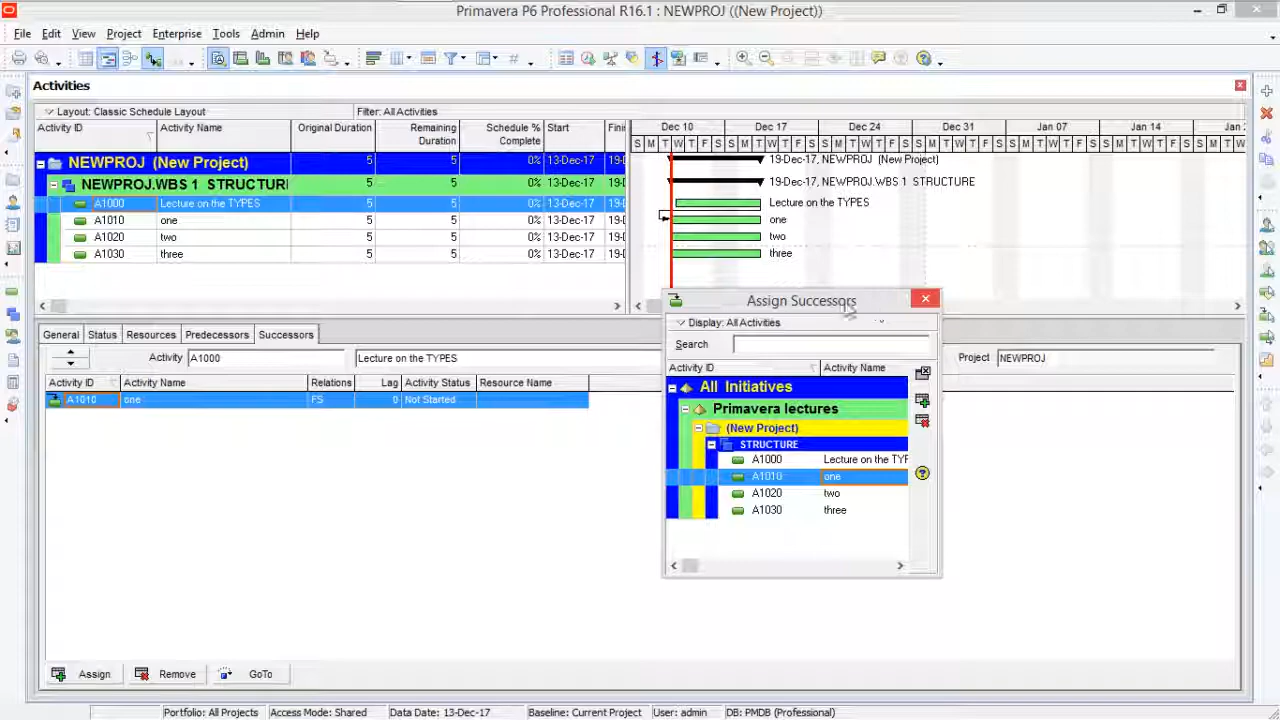 Primavera P6 Professional R16.1 : NEWPROJ ((New Project))
File Edit View Project Enterprise Tools Admin Help
Activities
Layout: Classic Schedule Layout Filter: All Activities
Activity ID Activity Name Original Duration Remaining Duration Schedule % Complete Start Dec 10 Dec 17 Dec 24 Dec 31 Jan 07 Jan 14 Jan
S M T W T F S S M T W T F S S M T W T F S S M T W T F S S M T W T F S S M T W T F S S M
NEWPROJ (New Project) 5 5 0% 13-Dec-17 19-Dec-17, NEWPROJ (New Project)
NEWPROJ.WBS 1 STRUCTURI 5 5 0% 13-Dec-17 19-Dec-17, NEWPROJ.WBS 1 STRUCTURE
A1000 Lecture on the TYPES 5 5 0% 13-Dec-17 Lecture on the TYPES
A1010 one 5 5 0% 13-Dec-17 one
A1020 two 5 5 0% 13-Dec-17 two
A1030 three 5 5 0% 13-Dec-17 three
General Status Resources Predecessors Successors
Activity A1000 Lecture on the TYPES Project NEWPROJ
Activity ID Activity Name Relations Lag Activity Status Resource Name
A1010 one FS 0 Not Started
Assign Successors
Display: All Activities
Search
Activity ID Activity Name
All Initiatives
Primavera lectures
(New Project)
STRUCTURE
A1000 Lecture on the TYF
A1010 one
A1020 two
A1030 three
Assign Remove GoTo
Portfolio: All Projects Access Mode: Shared Data Date: 13-Dec-17 Baseline: Current Project User: admin DB: PMDB (Professional)